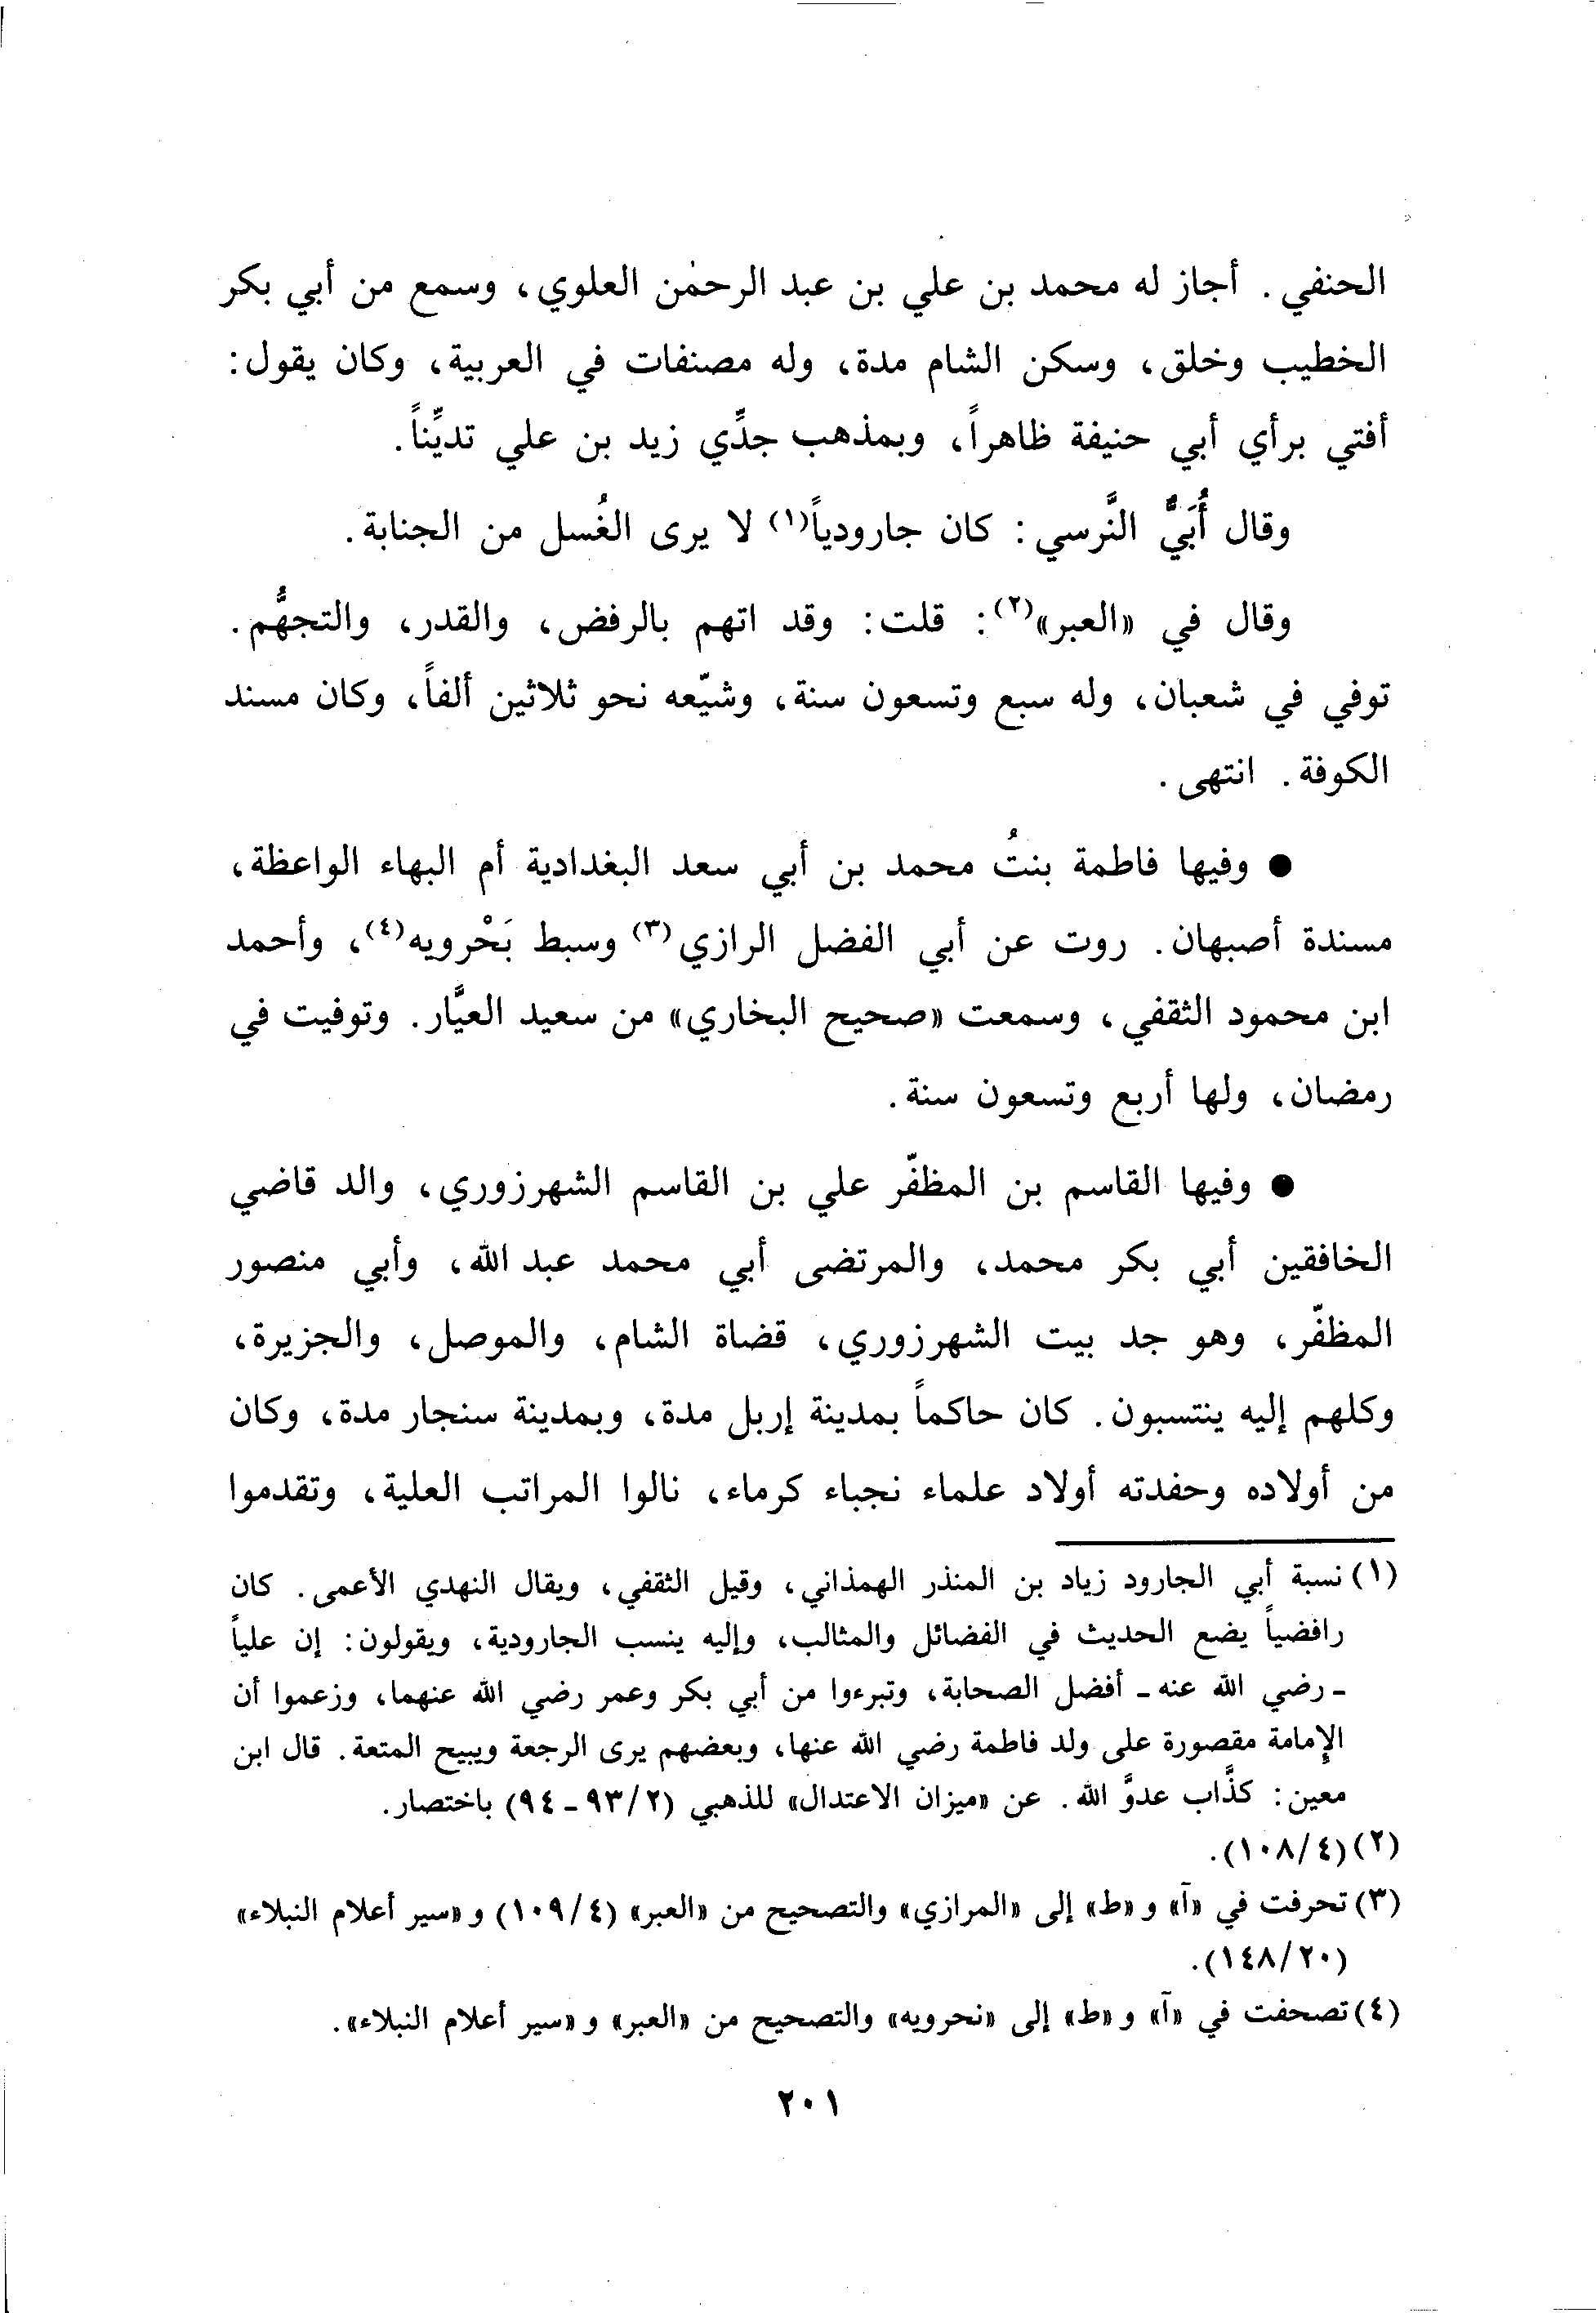 الحنفي. أجاز له محمد بن علي بن عبد الرحمٰن العلوي، وسمع من أبي بكر
الخطيب وخلق، وسكن الشام مدة، وله مصنفات في العربية، وكان يقول:
أفتي برأي أبي حنيفة ظاهراً، وبمذهب جدِّي زيد بن علي تديِّناً.
وقال أُبَيٌّ النَّرسي: كان جارودياً(١) لا يرى الغُسل من الجنابة.
وقال في «العبر»(٢): قلت: وقد اتهم بالرفض، والقدر، والتجهُّم.
توفي في شعبان، وله سبع وتسعون سنة، وشيّعه نحو ثلاثين ألفاً، وكان مسند
الكوفة. انتهى.
● وفيها فاطمة بنتُ محمد بن أبي سعد البغدادية أم البهاء الواعظة،
مسندة أصبهان. روت عن أبي الفضل الرازي(٣) وسبط بَحْرويه(٤)، وأحمد
ابن محمود الثقفي، وسمعت «صحيح البخاري» من سعيد العيَّار. وتوفيت في
رمضان، ولها أربع وتسعون سنة.
● وفيها القاسم بن المظفّر علي بن القاسم الشهرزوري، والد قاضي
الخافقين أبي بكر محمد، والمرتضى أبي محمد عبد الله، وأبي منصور
المظفّر، وهو جد بيت الشهرزوري، قضاة الشام، والموصل، والجزيرة،
وكلهم إليه ينتسبون. كان حاكماً بمدينة إربل مدة، وبمدينة سنجار مدة، وكان
من أولاده وحفدته أولاد علماء نجباء كرماء، نالوا المراتب العلية، وتقدموا
(١) نسبة أبي الجارود زياد بن المنذر الهمذاني، وقيل الثقفي، ويقال النهدي الأعمى. كان
رافضياً يضع الحديث في الفضائل والمثالب، وإليه ينسب الجارودية، ويقولون: إن علياً
- رضي الله عنه - أفضل الصحابة، وتبرءوا من أبي بكر وعمر رضي الله عنهما، وزعموا أن
الإمامة مقصورة على ولد فاطمة رضي الله عنها، وبعضهم يرى الرجعة ويبيح المتعة. قال ابن
معين: كذَّاب عدوَّ الله. عن «ميزان الاعتدال» للذهبي (٢/ ٩٣ - ٩٤) باختصار.
(٢) (٤/ ١٠٨).
(٣) تحرفت في «آ» و«ط» إلى «المرازي» والتصحيح من «العبر» (٤/ ١٠٩) و«سير أعلام النبلاء»
(٢٠/ ١٤٨).
(٤) تصحفت في «آ» و«ط» إلى «نحرويه» والتصحيح من «العبر» و«سير أعلام النبلاء».
٢٠١